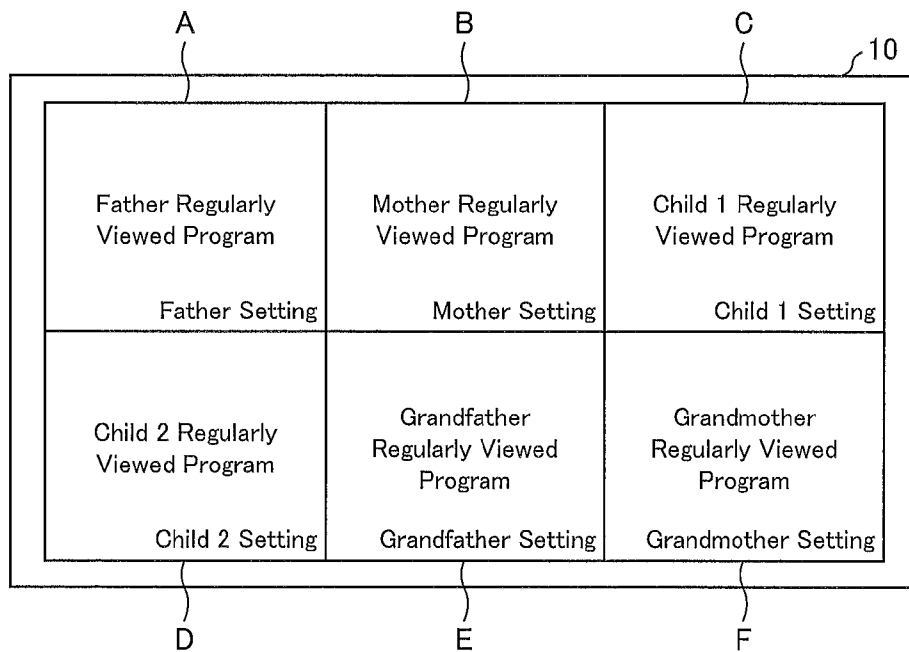 A B C
10
Father Regularly
Viewed Program
Father Setting
Mother Regularly
Viewed Program
Mother Setting
Child 1 Regularly
Viewed Program
Child 1 Setting
Child 2 Regularly
Viewed Program
Child 2 Setting
Grandfather
Regularly Viewed
Program
Grandfather Setting
Grandmother
Regularly Viewed
Program
Grandmother Setting
D E F